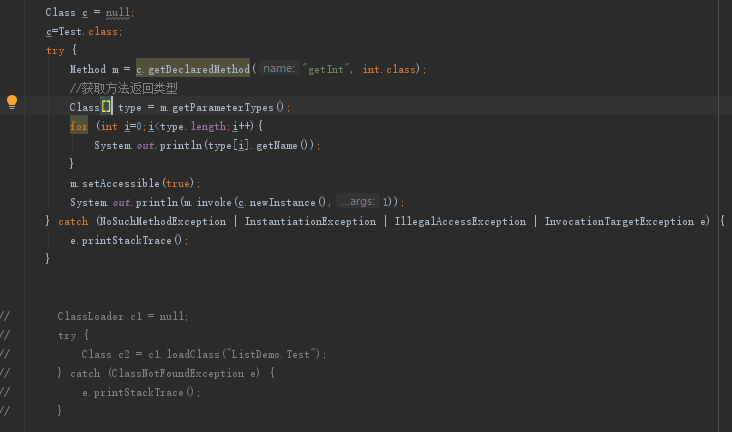 Class c = null;
c=Test.class;
try {
Method m = c.getDeclaredMethod( name: "getInt", int.class);
//获取方法返回类型
Class[] type = m.getParameterTypes();
for (int i=0;i<type.length;i++){
System.out.println(type[i].getName());
}
m.setAccessible(true);
System.out.println(m.invoke(c.newInstance(), ...args: 1));
} catch (NoSuchMethodException | InstantiationException | IllegalAccessException | InvocationTargetException e) {
e.printStackTrace();
}
// ClassLoader c1 = null;
// try {
// Class c2 = c1.loadClass("ListDemo.Test");
// } catch (ClassNotFoundException e) {
// e.printStackTrace();
// }